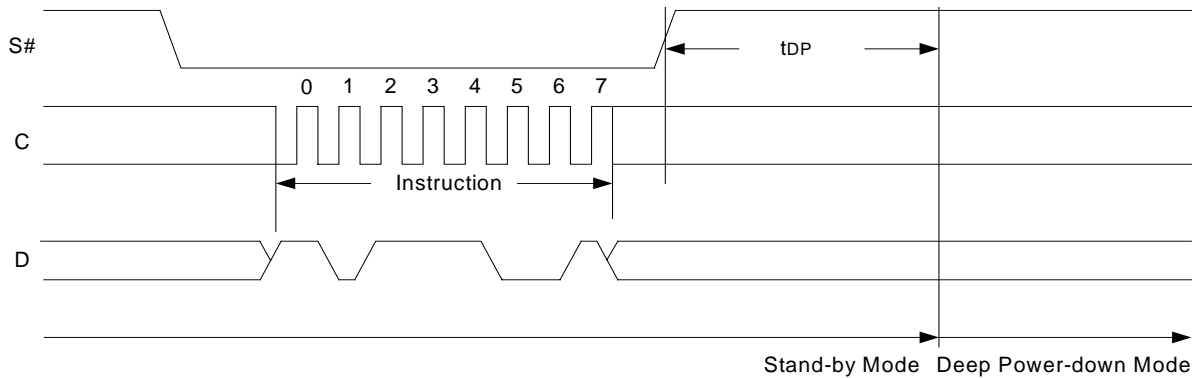 S#
tDP
0 1 2 3 4 5 6 7
C
Instruction
D
Stand-by Mode Deep Power-down Mode